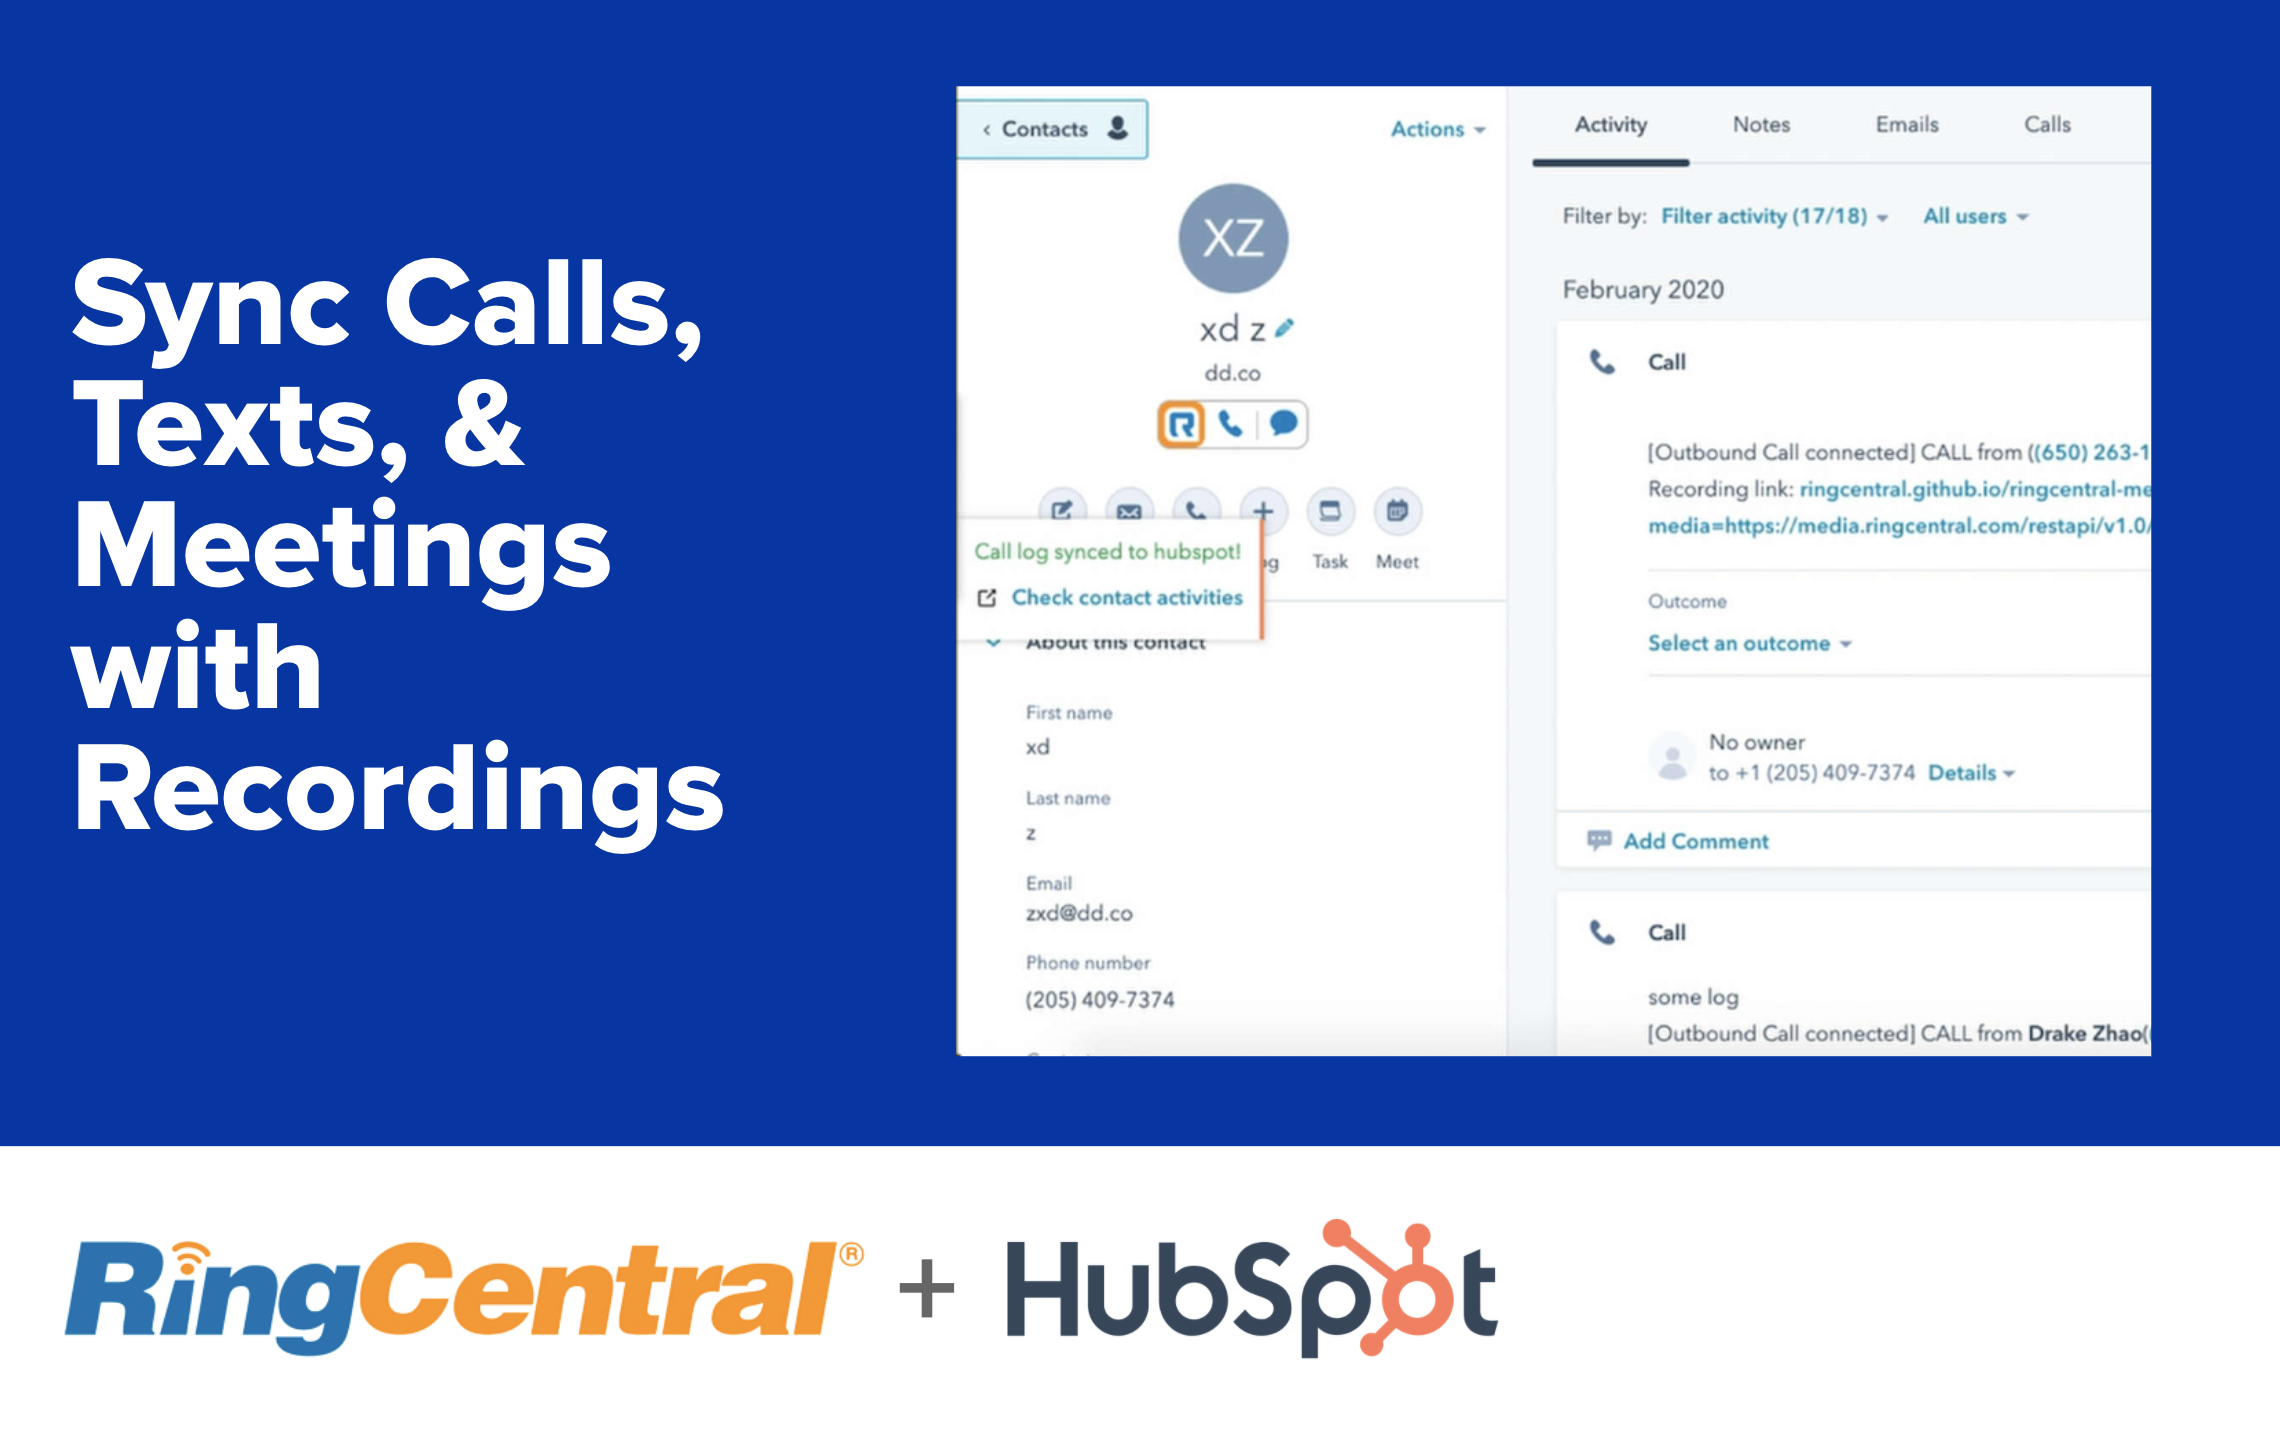 Sync Calls,
Texts, &
Meetings
with
Recordings
‹ Contacts
Actions
XZ
xd z
dd.co
Task
Meet
Call log synced to hubspot!
Check contact activities
About this contact
First name
xd
Last name
z
Email
zxd@dd.co
Phone number
(205) 409-7374
Activity Notes Emails Calls
Filter by: Filter activity (17/18) All users
February 2020
Call
[Outbound Call connected] CALL from ((650) 263-1
Recording link: ringcentral.github.io/ringcentral-me
media=https://media.ringcentral.com/restapi/v1.0/
Outcome
Select an outcome
No owner
to +1 (205) 409-7374 Details
Add Comment
Call
some log
[Outbound Call connected] CALL from Drake Zhao(
RingCentral® + HubSpot